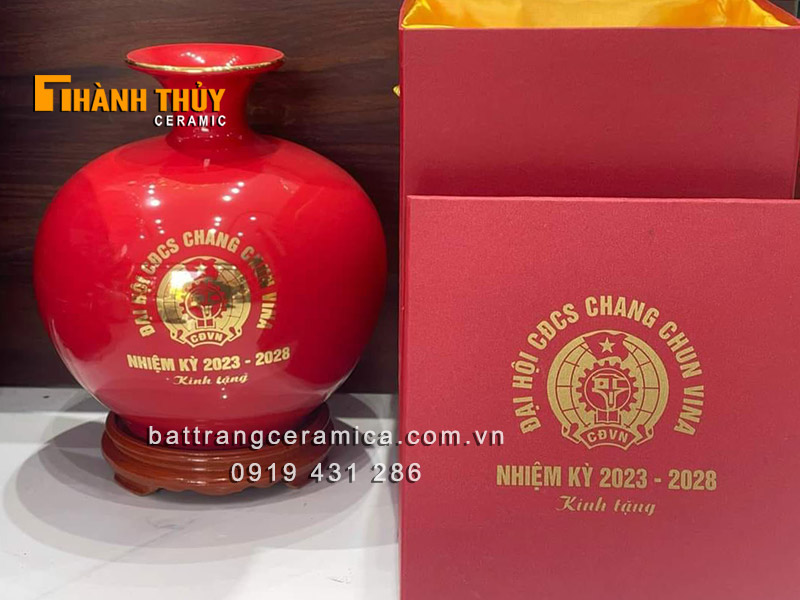 THÀNH THỦY
CERAMIC
ĐẠI HỘI CĐCS CHANG CHUN VINA
CĐVN
NHIỆM KỲ 2023 - 2028
Kính tặng
ĐẠI HỘI CĐCS CHANG CHUN VINA
CĐVN
NHIỆM KỲ 2023 - 2028
Kính tặng
battrangceramica.com.vn
0919 431 286